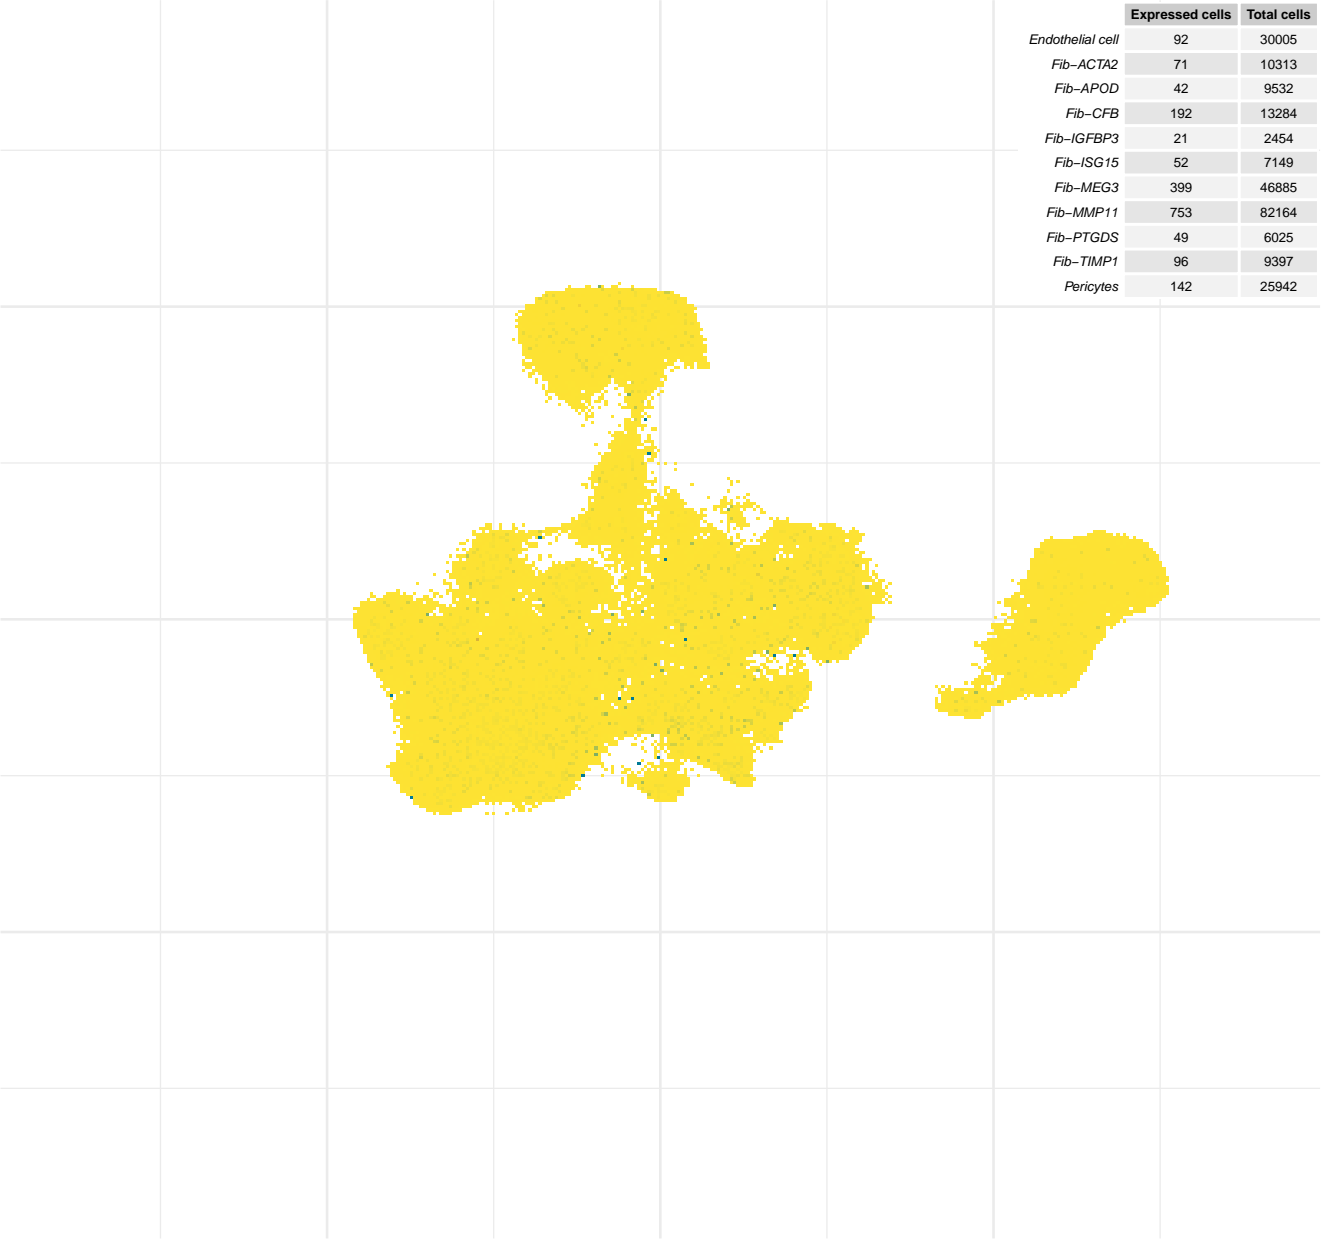 Expressed cells Total cells
Endothelial cell 92 30005
Fib−ACTA2 71 10313
Fib−APOD 42 9532
Fib−CFB 192 13284
Fib−IGFBP3 21 2454
Fib−ISG15 52 7149
Fib−MEG3 399 46885
Fib−MMP11 753 82164
Fib−PTGDS 49 6025
Fib−TIMP1 96 9397
Pericytes 142 25942